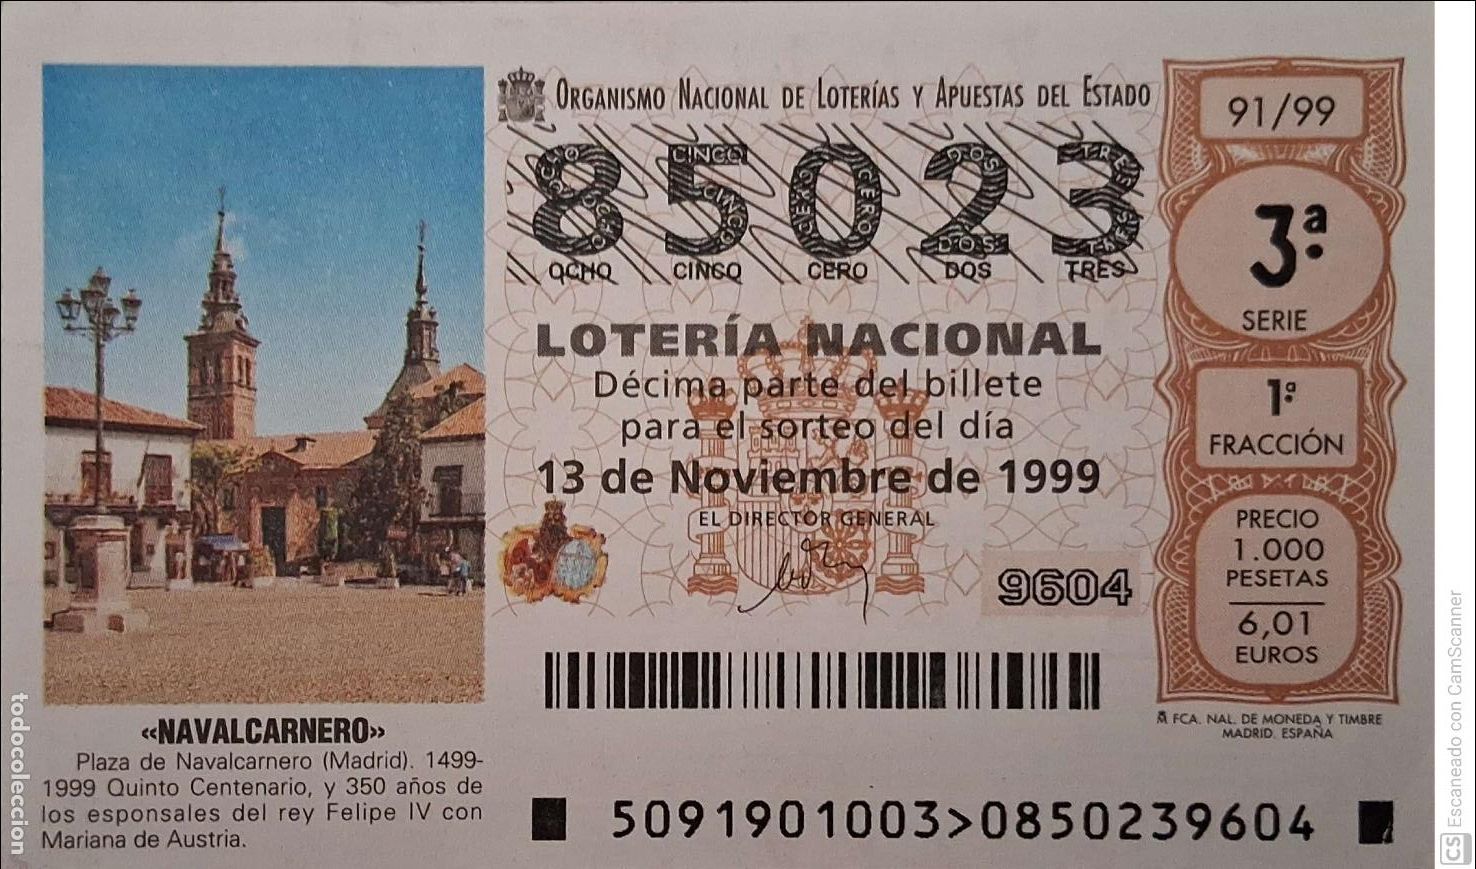 ORGANISMO NACIONAL DE LOTERÍAS Y APUESTAS DEL ESTADO
85023
OCHO CINCO CERO DOS TRES
LOTERÍA NACIONAL
Décima parte del billete
para el sorteo del día
13 de Noviembre de 1999
EL DIRECTOR GENERAL
9604
91/99
3ª
SERIE
1ª
FRACCIÓN
PRECIO
1.000
PESETAS
6,01
EUROS
FCA. NAL. DE MONEDA Y TIMBRE
MADRID. ESPAÑA
«NAVALCARNERO»
Plaza de Navalcarnero (Madrid). 1499-
1999 Quinto Centenario, y 350 años de
los esponsales del rey Felipe IV con
Mariana de Austria.
5091901003>0850239604
todocoleccion
CS Escaneado con CamScanner